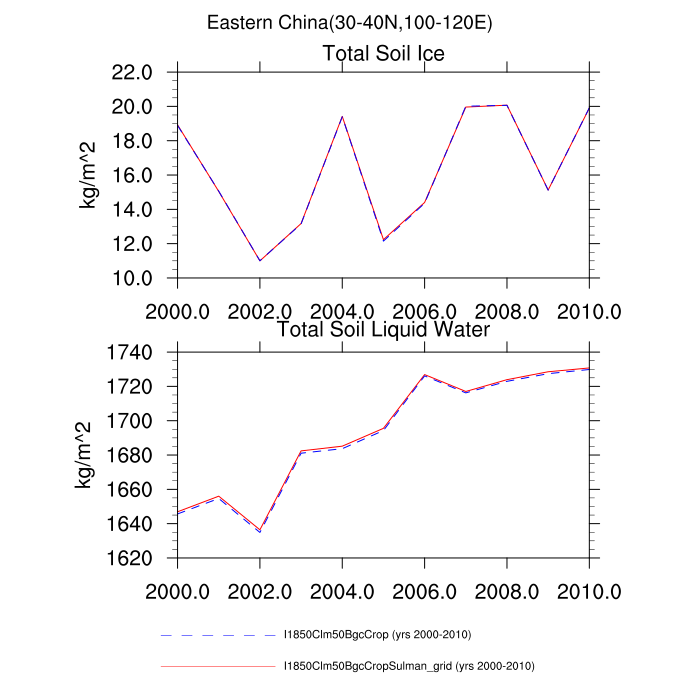 Eastern China(30-40N,100-120E)
Total Soil Ice
22.0
20.0
18.0
16.0
14.0
12.0
10.0
kg/m^2
2000.0 2002.0 2004.0 2006.0 2008.0 2010.0
Total Soil Liquid Water
1740
1720
1700
1680
1660
1640
1620
kg/m^2
2000.0 2002.0 2004.0 2006.0 2008.0 2010.0
I1850Clm50BgcCrop (yrs 2000-2010)
I1850Clm50BgcCropSulman_grid (yrs 2000-2010)